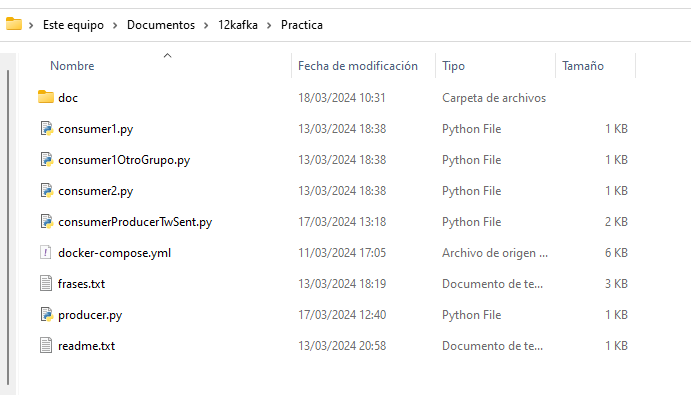 Este equipo > Documentos > 12kafka > Practica
Nombre Fecha de modificación Tipo Tamaño
doc 18/03/2024 10:31 Carpeta de archivos
consumer1.py 13/03/2024 18:38 Python File 1 KB
consumer1OtroGrupo.py 13/03/2024 18:38 Python File 1 KB
consumer2.py 13/03/2024 18:38 Python File 1 KB
consumerProducerTwSent.py 17/03/2024 13:18 Python File 2 KB
docker-compose.yml 11/03/2024 17:05 Archivo de origen ... 6 KB
frases.txt 13/03/2024 18:19 Documento de te... 3 KB
producer.py 17/03/2024 12:40 Python File 1 KB
readme.txt 13/03/2024 20:58 Documento de te... 1 KB